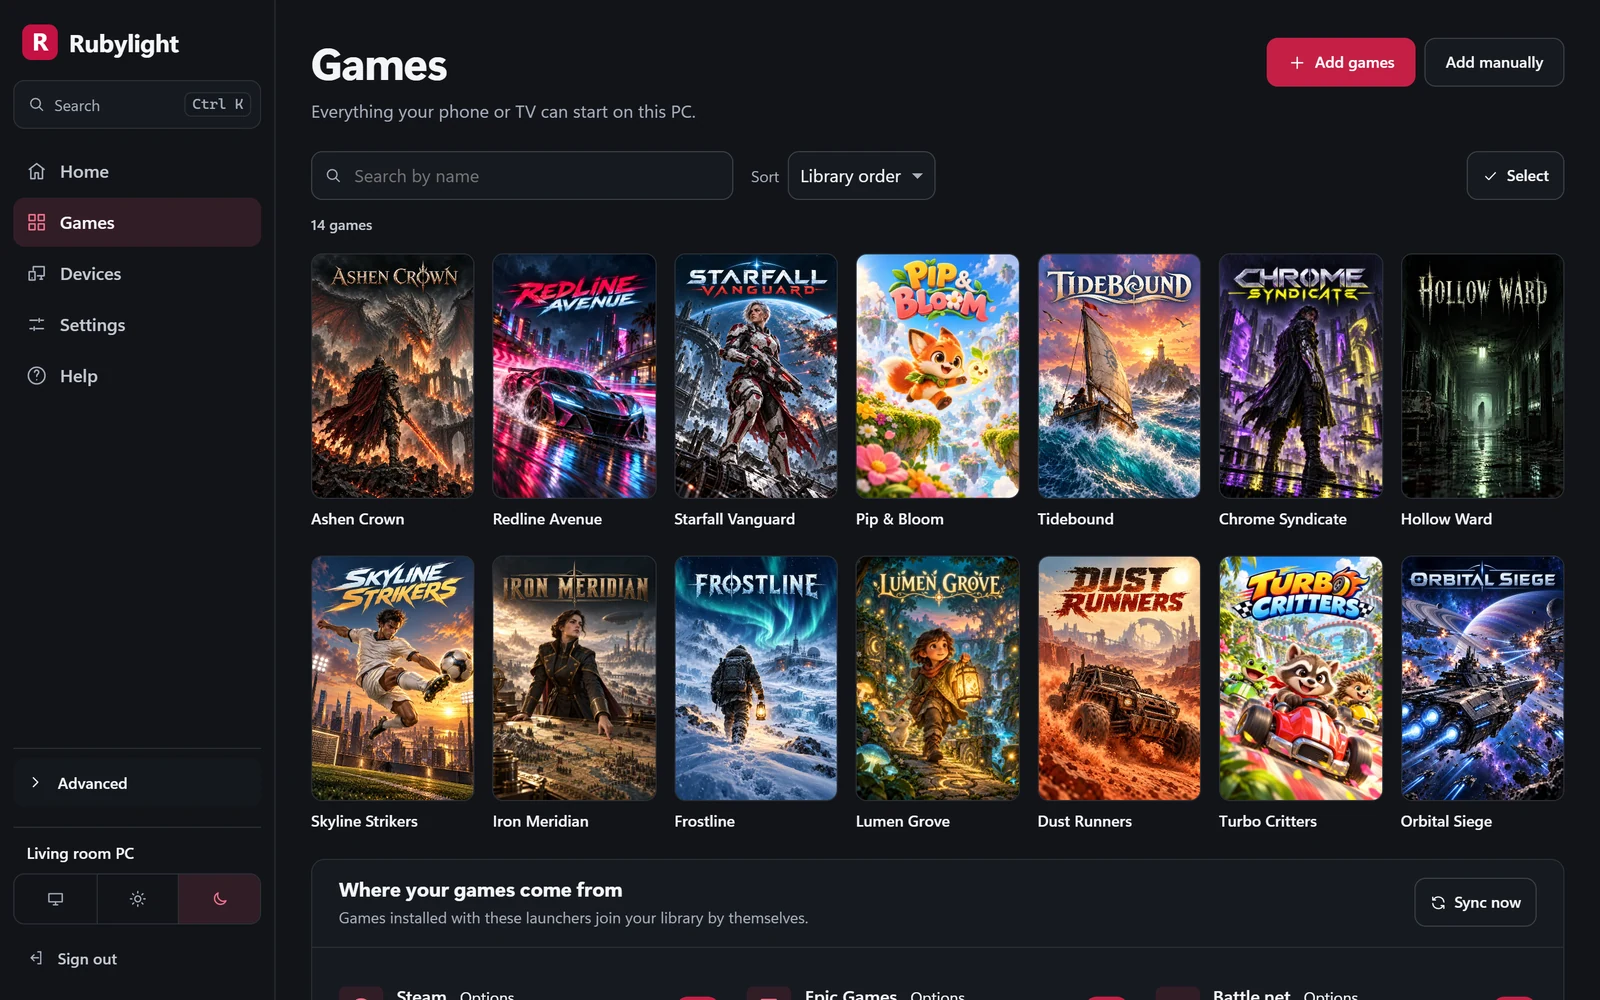 R Rubylight
Search Ctrl K
Home
Games
Devices
Settings
Help
Advanced
Living room PC
Sign out
Games
Everything your phone or TV can start on this PC.
+ Add games
Add manually
Search by name
Sort
Library order
Select
14 games
ASHEN CROWN
REDLINE
AVENUE
STARFALL
VANGUARD
PIP &
BLOOM
TIDEBOUND
CHROME
SYNDICATE
HOLLOW WARD
Ashen Crown
Redline Avenue
Starfall Vanguard
Pip & Bloom
Tidebound
Chrome Syndicate
Hollow Ward
SKYLINE
STRIKERS
IRON MERIDIAN
FROSTLINE
LUMEN GROVE
DUST
RUNNERS
TURBO
CRITTERS
ORBITAL SIEGE
Skyline Strikers
Iron Meridian
Frostline
Lumen Grove
Dust Runners
Turbo Critters
Orbital Siege
Where your games come from
Games installed with these launchers join your library by themselves.
Sync now
Steam Options
Epic Games Options
Battle.net Options